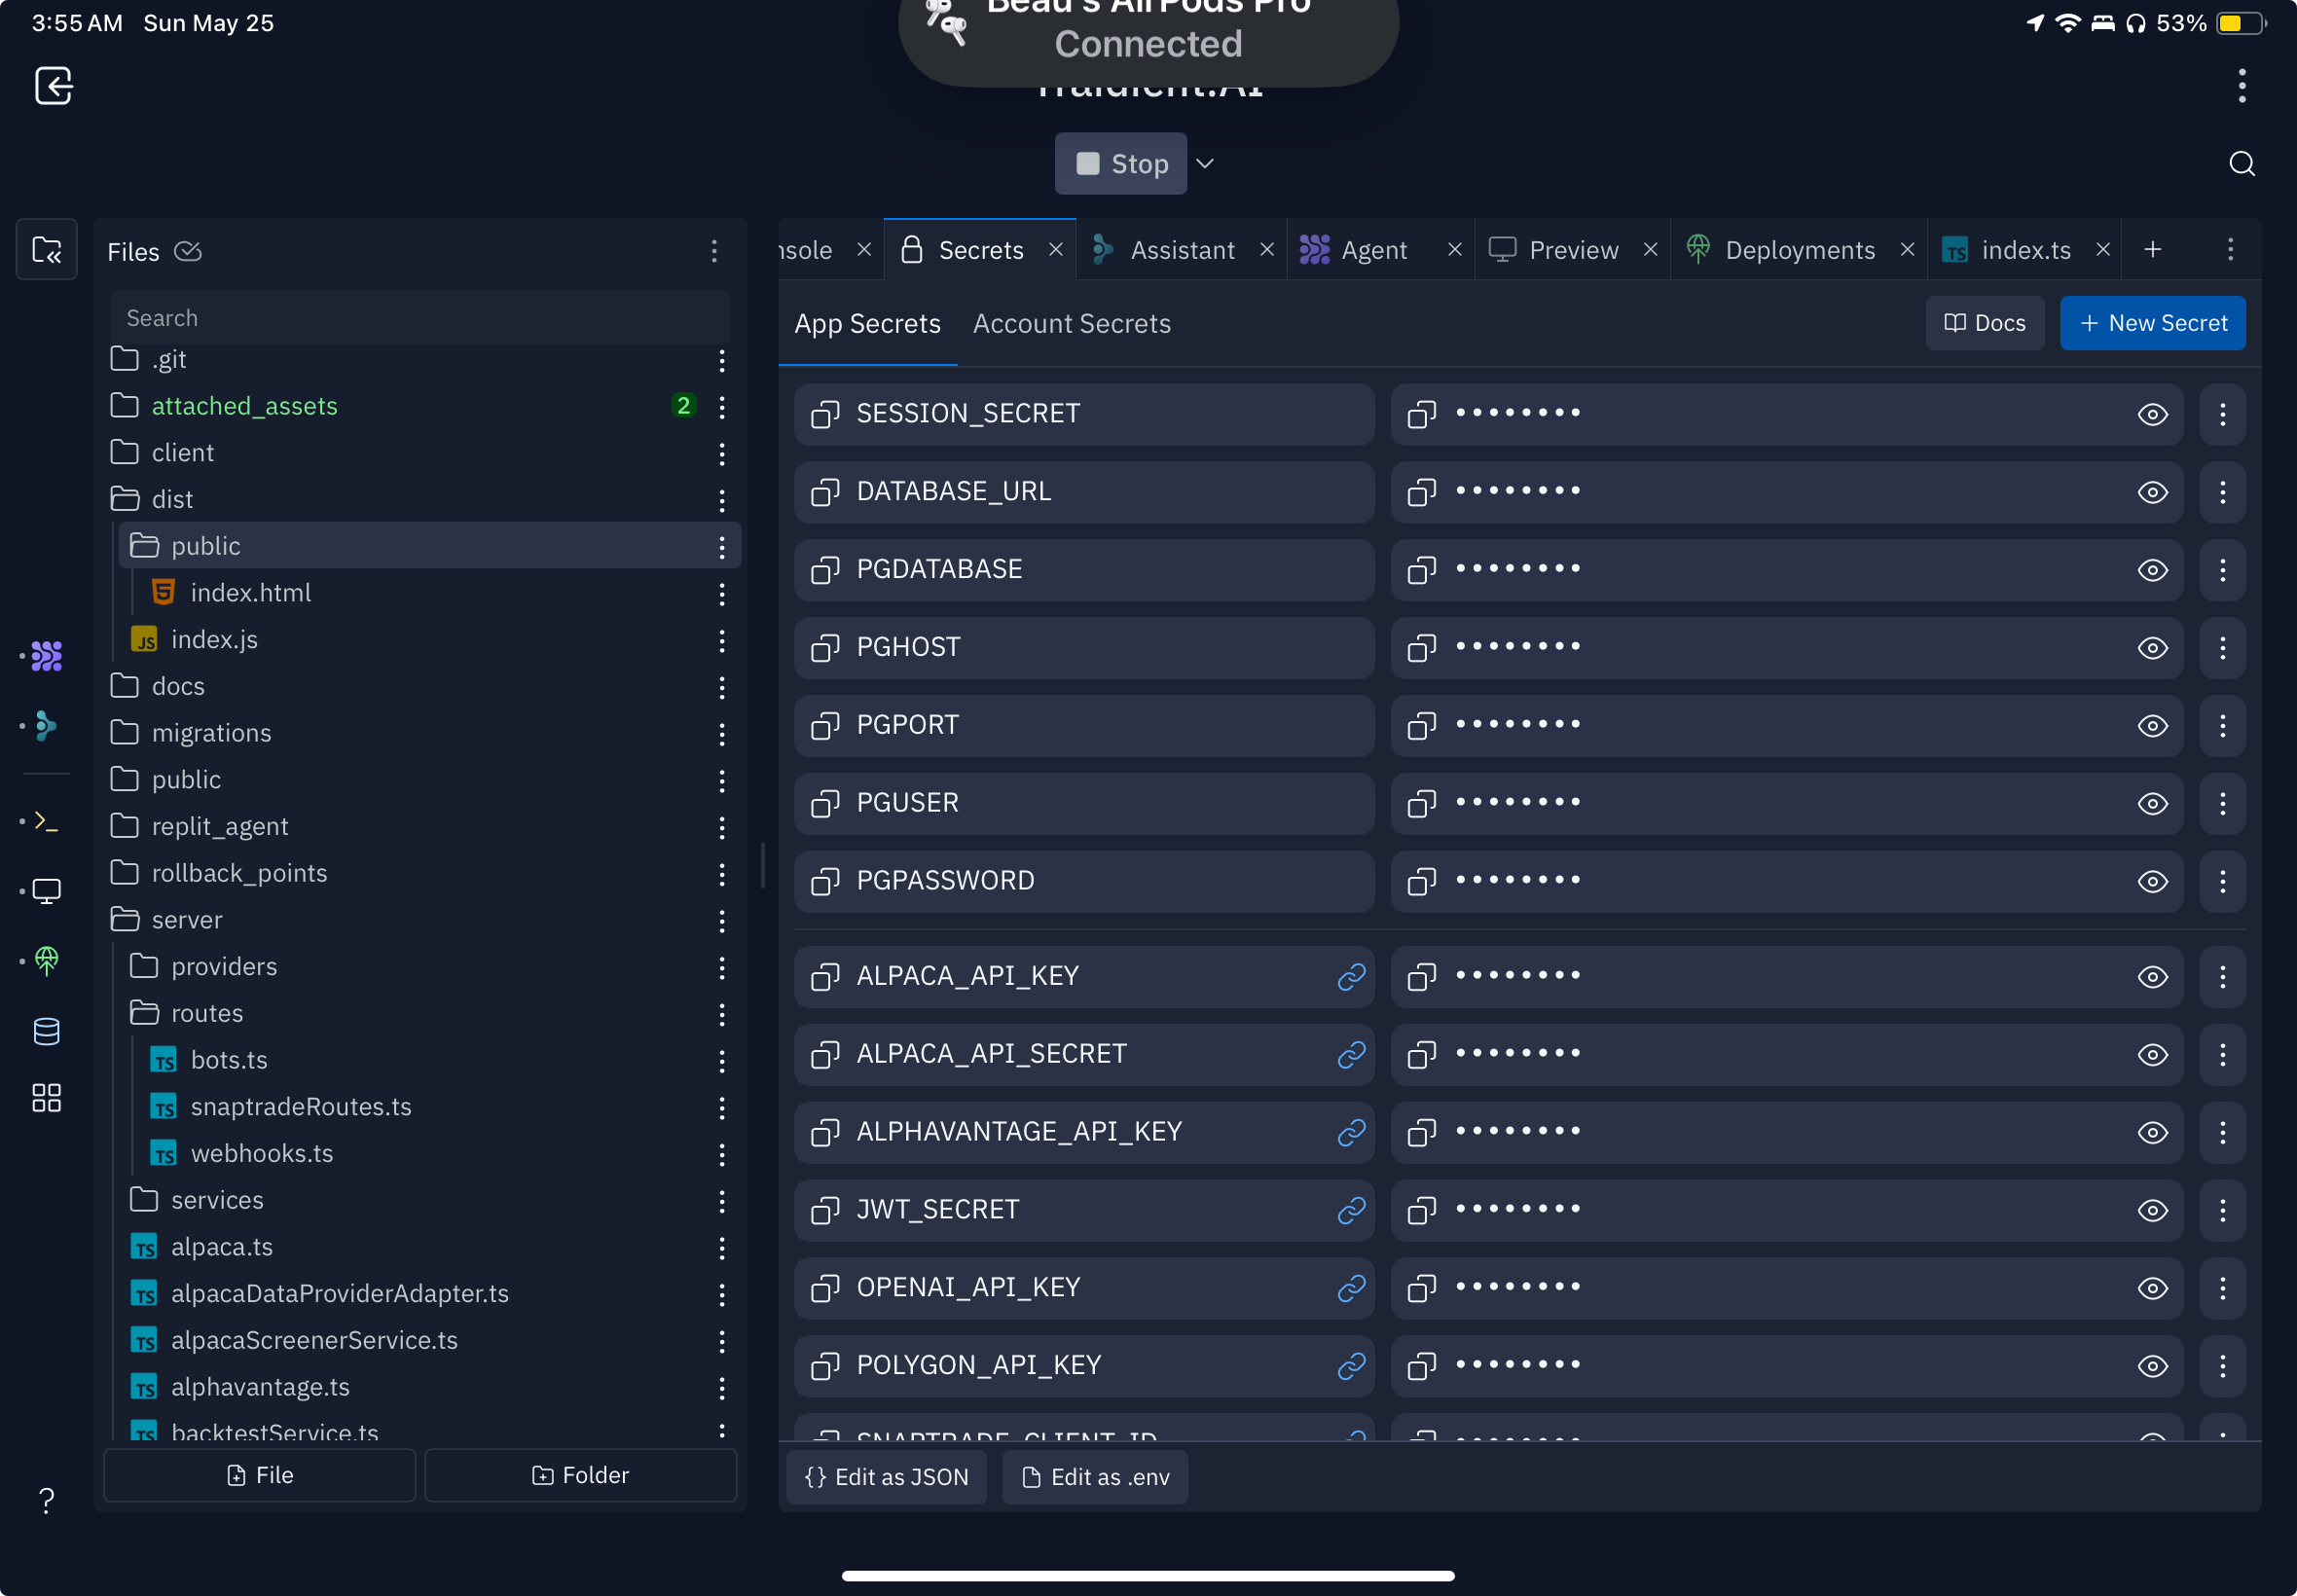 3:55 AM Sun May 25
Beau's AirPods Pro
Connected
53%
Traidient.AI
Stop
Files
Search
.git
attached_assets 2
client
dist
public
index.html
index.js
docs
migrations
public
replit_agent
rollback_points
server
providers
routes
bots.ts
snaptradeRoutes.ts
webhooks.ts
services
alpaca.ts
alpacaDataProviderAdapter.ts
alpacaScreenerService.ts
alphavantage.ts
backtestService.ts
File Folder
nsole Secrets Assistant Agent Preview Deployments index.ts
App Secrets Account Secrets Docs New Secret
SESSION_SECRET
DATABASE_URL
PGDATABASE
PGHOST
PGPORT
PGUSER
PGPASSWORD
ALPACA_API_KEY
ALPACA_API_SECRET
ALPHAVANTAGE_API_KEY
JWT_SECRET
OPENAI_API_KEY
POLYGON_API_KEY
SNAPTRADE_CLIENT_ID
{} Edit as JSON Edit as .env
?